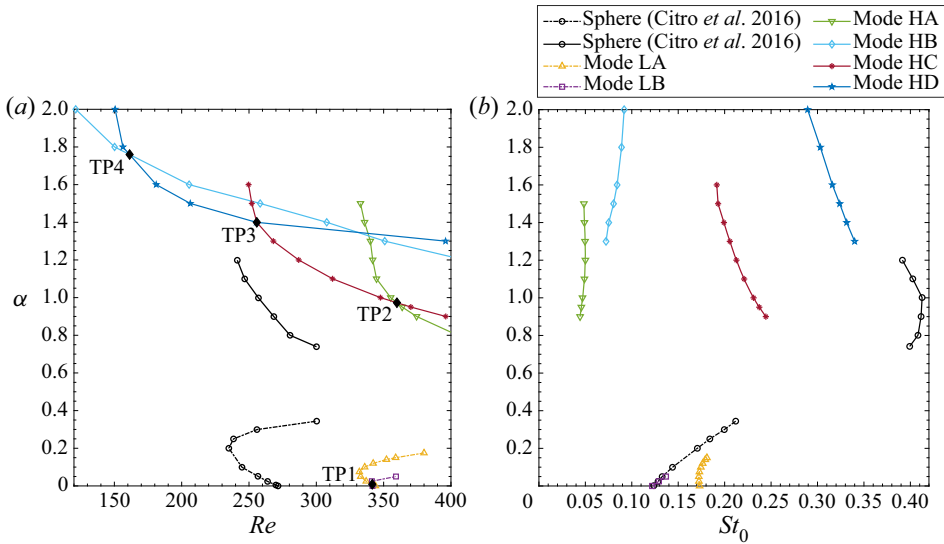 Sphere (Citro et al. 2016)
Sphere (Citro et al. 2016)
Mode LA
Mode LB
Mode HA
Mode HB
Mode HC
Mode HD
(a)
2.0
1.8
1.6
1.4
1.2
α
1.0
0.8
0.6
0.4
0.2
0
TP4
TP3
TP2
TP1
150
200
250
300
350
400
Re
(b)
2.0
1.8
1.6
1.4
1.2
1.0
0.8
0.6
0.4
0.2
0
0.05
0.10
0.15
0.20
0.25
0.30
0.35
0.40
St0